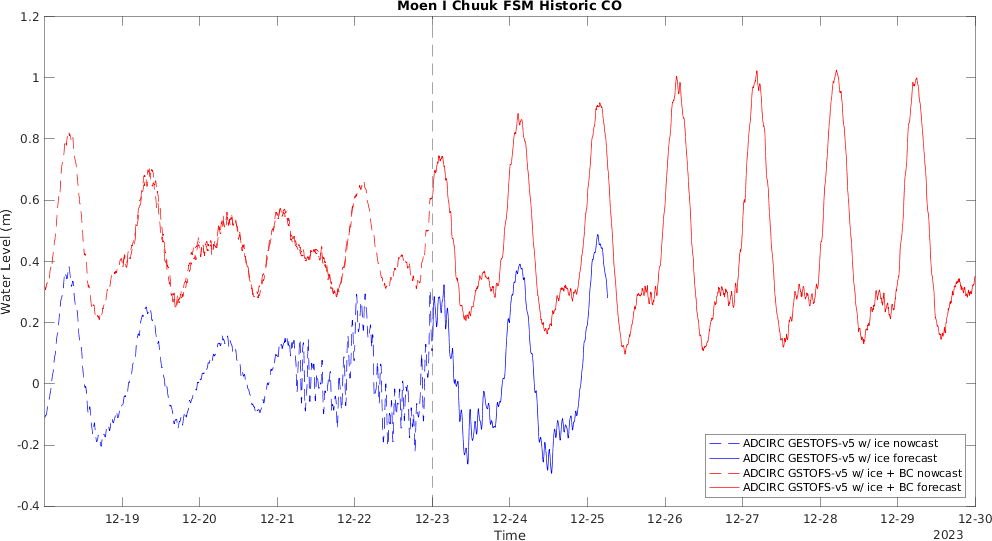 Moen I Chuuk FSM Historic CO
1.2
1
0.8
0.6
0.4
0.2
0
-0.2
-0.4
Water Level (m)
ADCIRC GESTOFS-v5 w/ ice nowcast
ADCIRC GESTOFS-v5 w/ ice forecast
ADCIRC GSTOFS-v5 w/ ice + BC nowcast
ADCIRC GSTOFS-v5 w/ ice + BC forecast
12-19 12-20 12-21 12-22 12-23 12-24 12-25 12-26 12-27 12-28 12-29 12-30
Time
2023